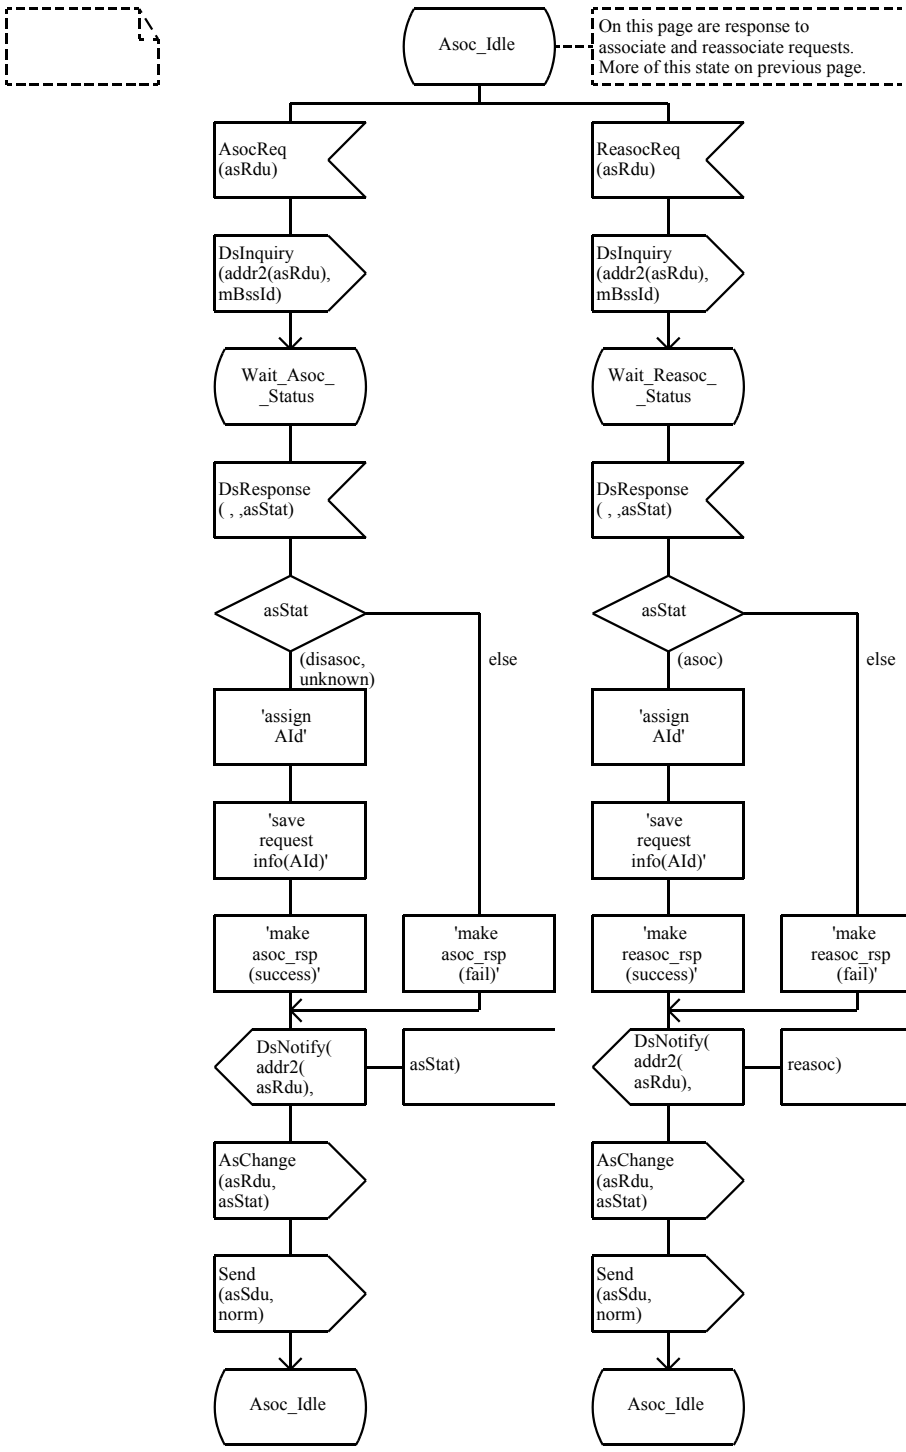 Asoc_Idle
On this page are response to
associate and reassociate requests.
More of this state on previous page.
AsocReq
(asRdu)
DsInquiry
(addr2(asRdu),
mBssId)
Wait_Asoc_
_Status
DsResponse
( , ,asStat)
asStat
(disasoc,
unknown)
else
'assign
AId'
'save
request
info(AId)'
'make
asoc_rsp
(success)'
'make
asoc_rsp
(fail)'
DsNotify(
addr2(
asRdu),
asStat)
AsChange
(asRdu,
asStat)
Send
(asSdu,
norm)
Asoc_Idle
ReasocReq
(asRdu)
DsInquiry
(addr2(asRdu),
mBssId)
Wait_Reasoc_
_Status
DsResponse
( , ,asStat)
asStat
(asoc)
else
'assign
AId'
'save
request
info(AId)'
'make
reasoc_rsp
(success)'
'make
reasoc_rsp
(fail)'
DsNotify(
addr2(
asRdu),
reasoc)
AsChange
(asRdu,
asStat)
Send
(asSdu,
norm)
Asoc_Idle